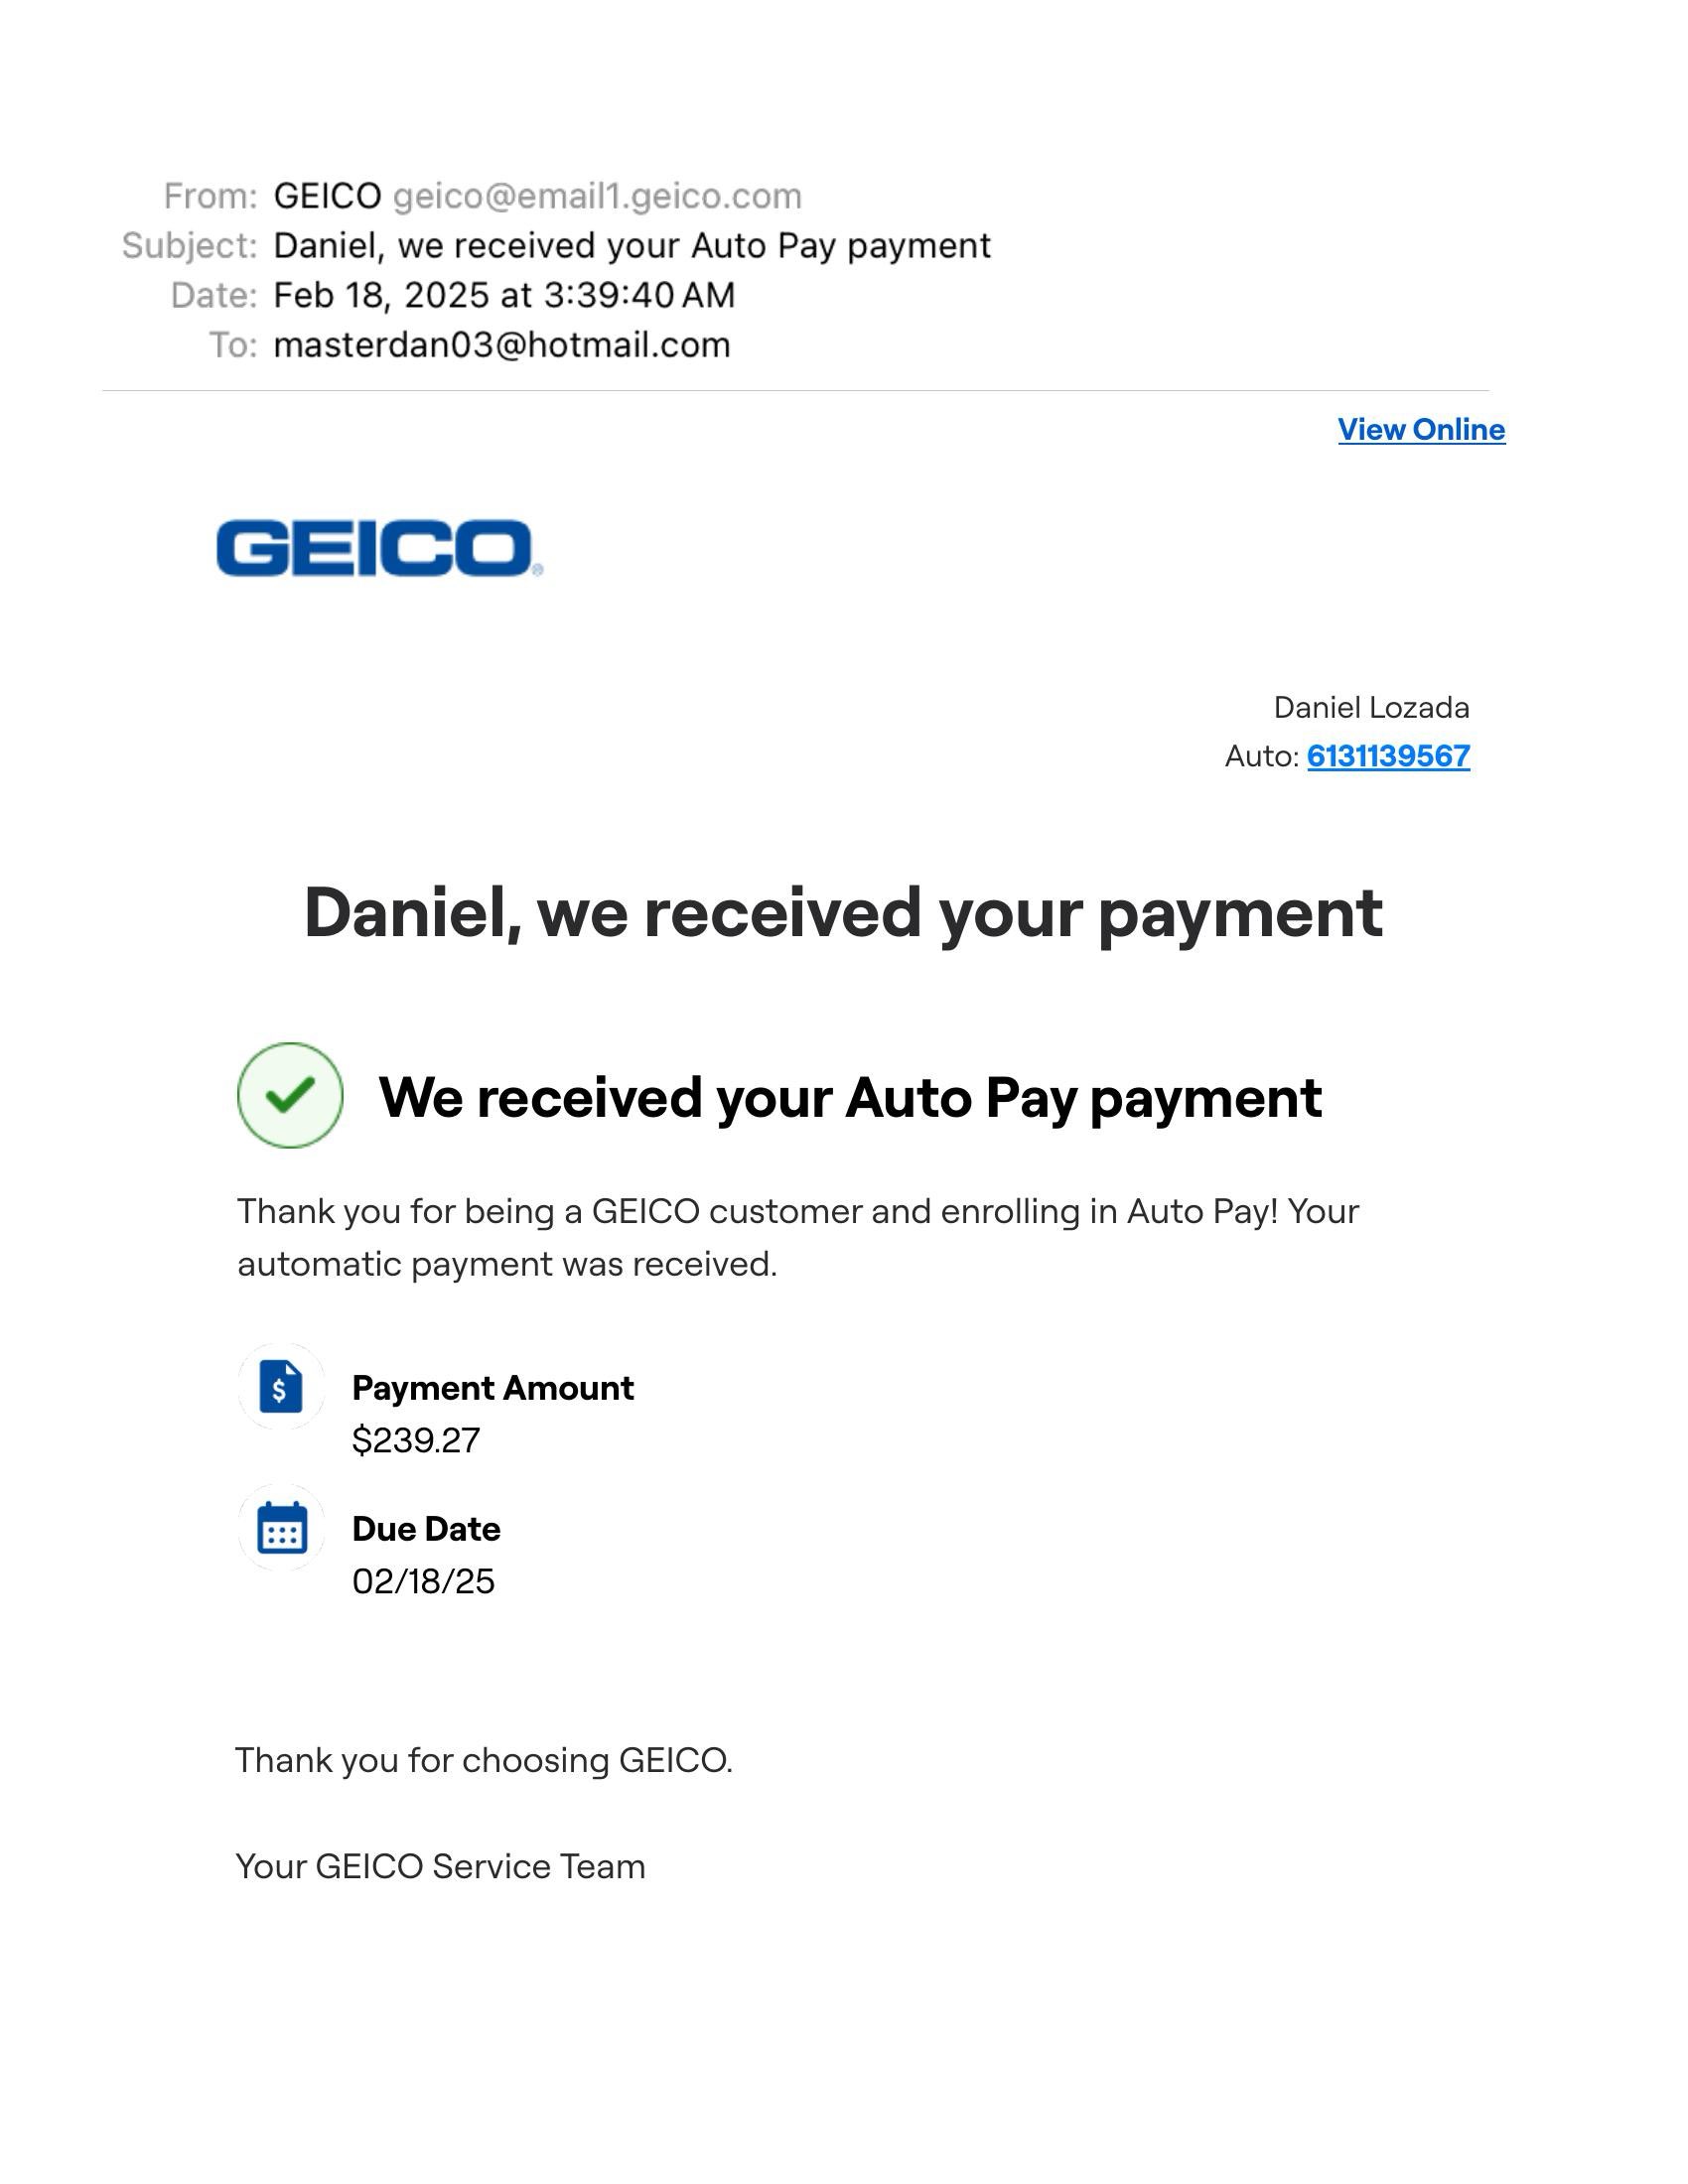 From: GEICO geico@email1.geico.com
Subject: Daniel, we received your Auto Pay payment
Date: Feb 18, 2025 at 3:39:40 AM
To: masterdan03@hotmail.com
View Online
GEICO®
Daniel Lozada
Auto: 6131139567
Daniel, we received your payment
We received your Auto Pay payment
Thank you for being a GEICO customer and enrolling in Auto Pay! Your
automatic payment was received.
$
Payment Amount
$239.27
Due Date
02/18/25
Thank you for choosing GEICO.
Your GEICO Service Team